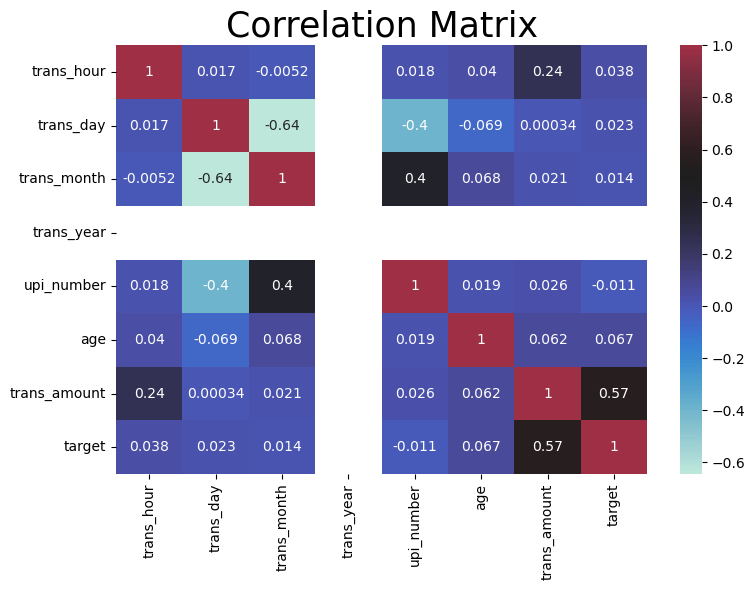 Correlation Matrix
trans_hour 1 0.017 -0.0052 0.018 0.04 0.24 0.038
trans_day 0.017 1 -0.64 -0.4 -0.069 0.00034 0.023
trans_month -0.0052 -0.64 1 0.4 0.068 0.021 0.014
trans_year
upi_number 0.018 -0.4 0.4 1 0.019 0.026 -0.011
age 0.04 -0.069 0.068 0.019 1 0.062 0.067
trans_amount 0.24 0.00034 0.021 0.026 0.062 1 0.57
target 0.038 0.023 0.014 -0.011 0.067 0.57 1
trans_hour trans_day trans_month trans_year upi_number age trans_amount target
1.0
0.8
0.6
0.4
0.2
0.0
−0.2
−0.4
−0.6